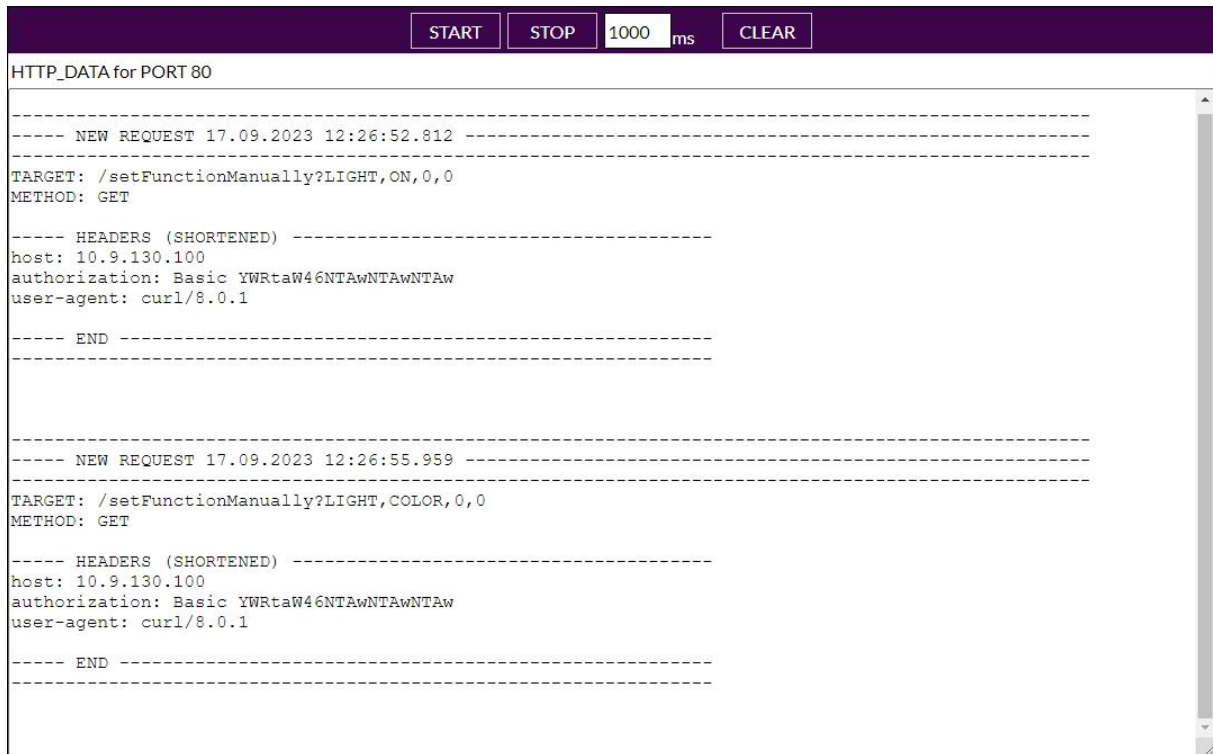 START STOP 1000 ms CLEAR
HTTP_DATA for PORT 80
----------------------------------------------------------------------------------------------------
----- NEW REQUEST 17.09.2023 12:26:52.812 ----------------------------------------------------------
----------------------------------------------------------------------------------------------------
TARGET: /setFunctionManually?LIGHT,ON,0,0
METHOD: GET
----- HEADERS (SHORTENED) ---------------------------------------
host: 10.9.130.100
authorization: Basic YWRtaW46NTAwNTAwNTAw
user-agent: curl/8.0.1
----- END -------------------------------------------------------
-----------------------------------------------------------------
----------------------------------------------------------------------------------------------------
----- NEW REQUEST 17.09.2023 12:26:55.959 ----------------------------------------------------------
----------------------------------------------------------------------------------------------------
TARGET: /setFunctionManually?LIGHT,COLOR,0,0
METHOD: GET
----- HEADERS (SHORTENED) ---------------------------------------
host: 10.9.130.100
authorization: Basic YWRtaW46NTAwNTAwNTAw
user-agent: curl/8.0.1
----- END -------------------------------------------------------
-----------------------------------------------------------------